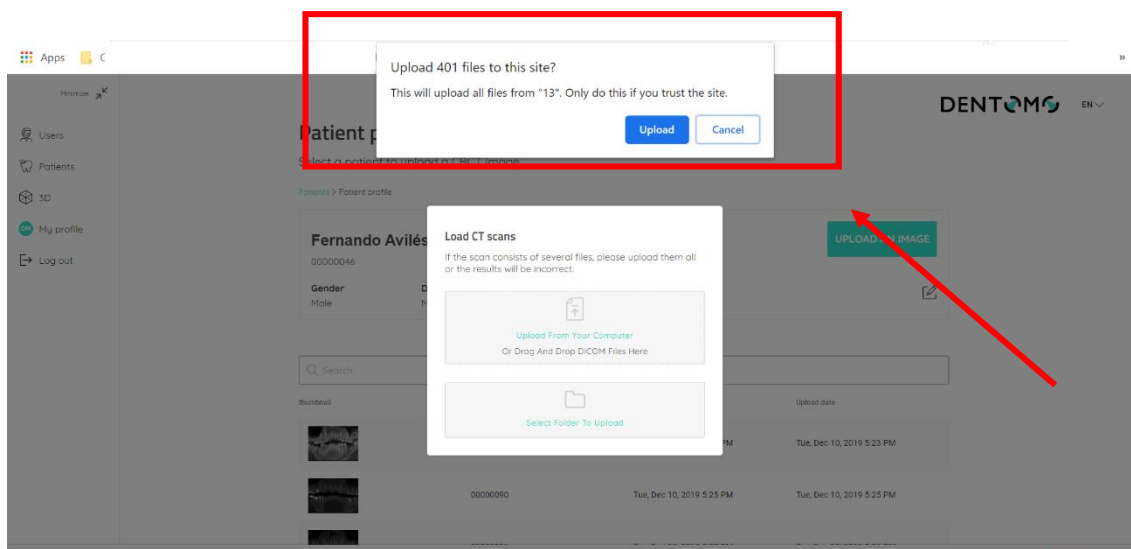 Apps
Upload 401 files to this site?
This will upload all files from "13". Only do this if you trust the site.
Upload Cancel
»
Minimize
DENTOMO EN
Users
Patients
3D
DM My profile
Log out
Patient
Select a patient to upload a CBCT image
Patients > Patient profile
Fernando Avilés
00000046
UPLOAD AN IMAGE
Gender
Male
Load CT scans
If the scan consists of several files, please upload them all
or the results will be incorrect.
Upload From Your Computer
Or Drag And Drop DICOM Files Here
Select Folder To Upload
Search
thumbnail Upload date
PM Tue, Dec 10, 2019 5:23 PM
00000090 Tue, Dec 10, 2019 5:25 PM Tue, Dec 10, 2019 5:25 PM